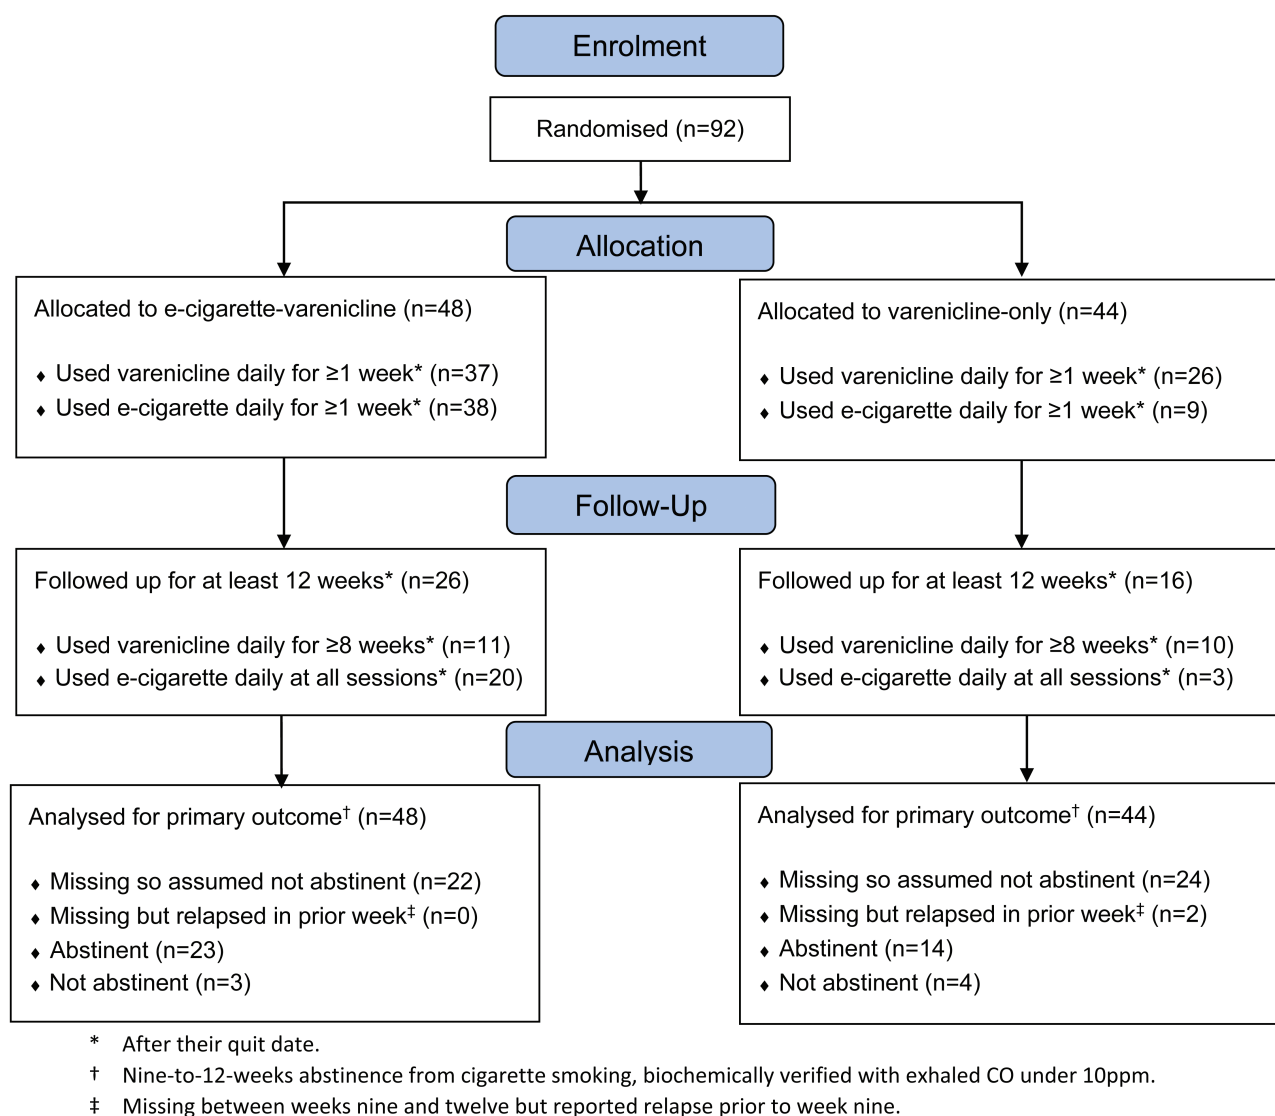 Enrolment
Randomised (n=92)
Allocation
Allocated to e-cigarette-varenicline (n=48)
♦ Used varenicline daily for ≥1 week* (n=37)
♦ Used e-cigarette daily for ≥1 week* (n=38)
Allocated to varenicline-only (n=44)
♦ Used varenicline daily for ≥1 week* (n=26)
♦ Used e-cigarette daily for ≥1 week* (n=9)
Follow-Up
Followed up for at least 12 weeks* (n=26)
♦ Used varenicline daily for ≥8 weeks* (n=11)
♦ Used e-cigarette daily at all sessions* (n=20)
Followed up for at least 12 weeks* (n=16)
♦ Used varenicline daily for ≥8 weeks* (n=10)
♦ Used e-cigarette daily at all sessions* (n=3)
Analysis
Analysed for primary outcome† (n=48)
♦ Missing so assumed not abstinent (n=22)
♦ Missing but relapsed in prior week‡ (n=0)
♦ Abstinent (n=23)
♦ Not abstinent (n=3)
Analysed for primary outcome† (n=44)
♦ Missing so assumed not abstinent (n=24)
♦ Missing but relapsed in prior week‡ (n=2)
♦ Abstinent (n=14)
♦ Not abstinent (n=4)
* After their quit date.
† Nine-to-12-weeks abstinence from cigarette smoking, biochemically verified with exhaled CO under 10ppm.
‡ Missing between weeks nine and twelve but reported relapse prior to week nine.